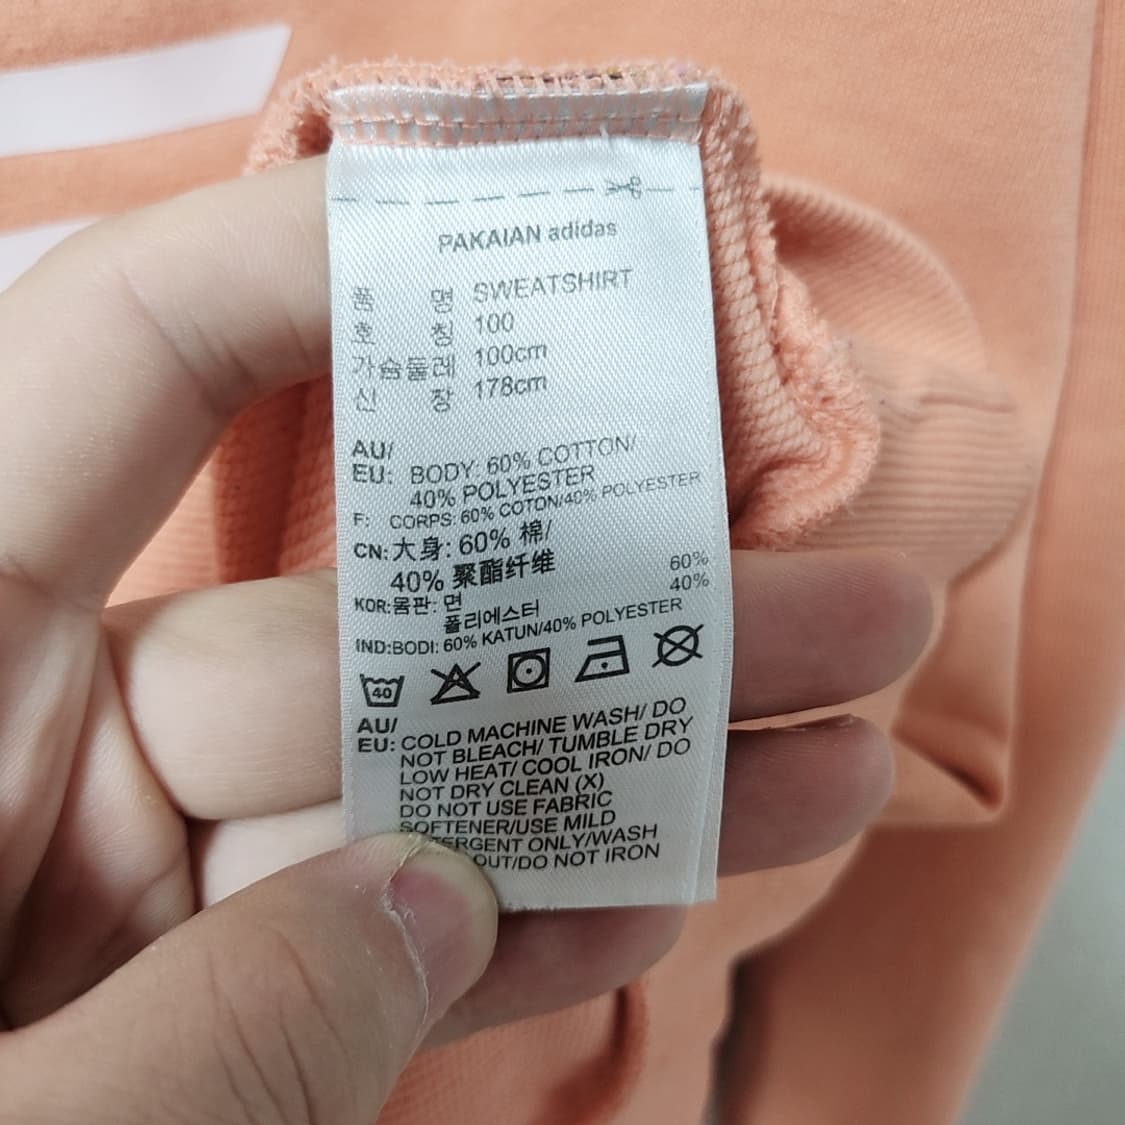 PAKAIAN adidas
품 명 SWEATSHIRT
호 칭 100
가슴둘레 100cm
신 장 178cm
AU/
EU: BODY: 60% COTTON/
40% POLYESTER
F: CORPS: 60% COTON/40% POLYESTER
CN: 大身: 60% 棉/
40% 聚酯纤维
KOR:몸판: 면 60%
폴리에스터 40%
IND:BODI: 60% KATUN/40% POLYESTER
40
AU/
EU: COLD MACHINE WASH/ DO
NOT BLEACH/ TUMBLE DRY
LOW HEAT/ COOL IRON/ DO
NOT DRY CLEAN (X)
DO NOT USE FABRIC
SOFTENER/USE MILD
TERGENT ONLY/WASH
OUT/DO NOT IRON